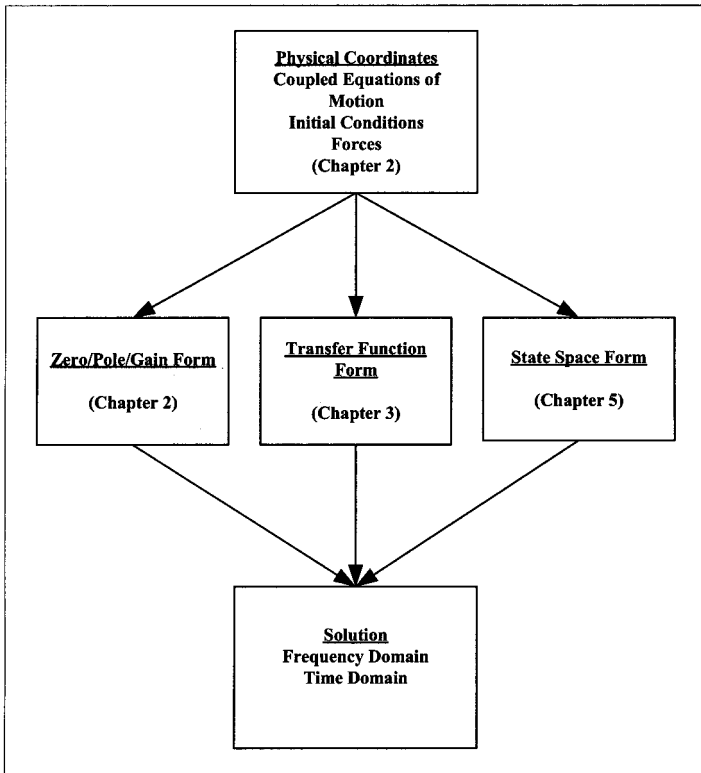 Physical Coordinates
Coupled Equations of
Motion
Initial Conditions
Forces
(Chapter 2)
Zero/Pole/Gain Form
(Chapter 2)
Transfer Function
Form
(Chapter 3)
State Space Form
(Chapter 5)
Solution
Frequency Domain
Time Domain